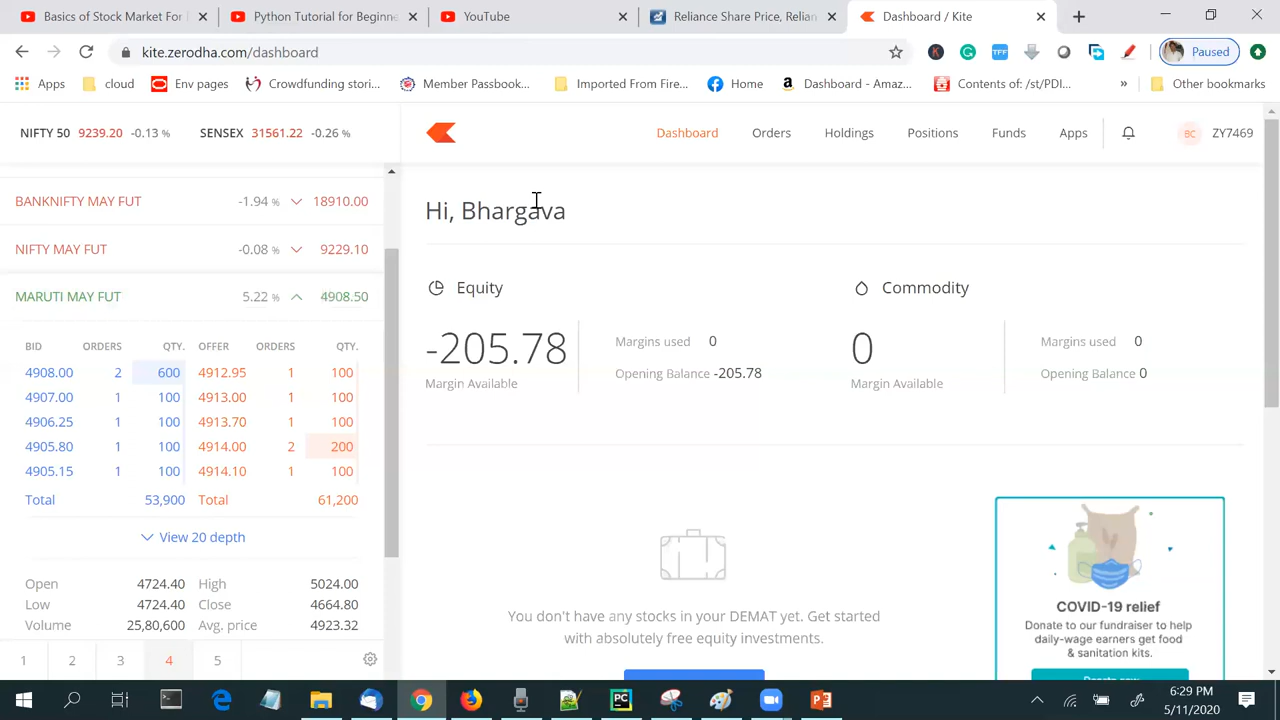 Basics of Stock Market For
Python Tutorial for Beginne
YouTube
Reliance Share Price, Relian
Dashboard / Kite
kite.zerodha.com/dashboard
TFF
Paused
Apps
cloud
Env pages
Crowdfunding stori...
Member Passbook...
Imported From Fire...
Home
Dashboard - Amaz...
Contents of: /st/PDI...
»
Other bookmarks
NIFTY 50 9239.20 -0.13 % SENSEX 31561.22 -0.26 %
Dashboard Orders Holdings Positions Funds Apps BC ZY7469
BANKNIFTY MAY FUT -1.94 % 18910.00
NIFTY MAY FUT -0.08 % 9229.10
MARUTI MAY FUT 5.22 % 4908.50
BID ORDERS QTY. OFFER ORDERS QTY.
4908.00 2 600 4912.95 1 100
4907.00 1 100 4913.00 1 100
4906.25 1 100 4913.70 1 100
4905.80 1 100 4914.00 2 200
4905.15 1 100 4914.10 1 100
Total 53,900 Total 61,200
View 20 depth
Open 4724.40 High 5024.00
Low 4724.40 Close 4664.80
Volume 25,80,600 Avg. price 4923.32
1 2 3 4 5
Hi, Bhargava
Equity
-205.78
Margin Available
Margins used 0
Opening Balance -205.78
Commodity
0
Margin Available
Margins used 0
Opening Balance 0
You don't have any stocks in your DEMAT yet. Get started
with absolutely free equity investments.
COVID-19 relief
Donate to our fundraiser to help
daily-wage earners get food
& sanitation kits.
Donate now
6:29 PM
5/11/2020